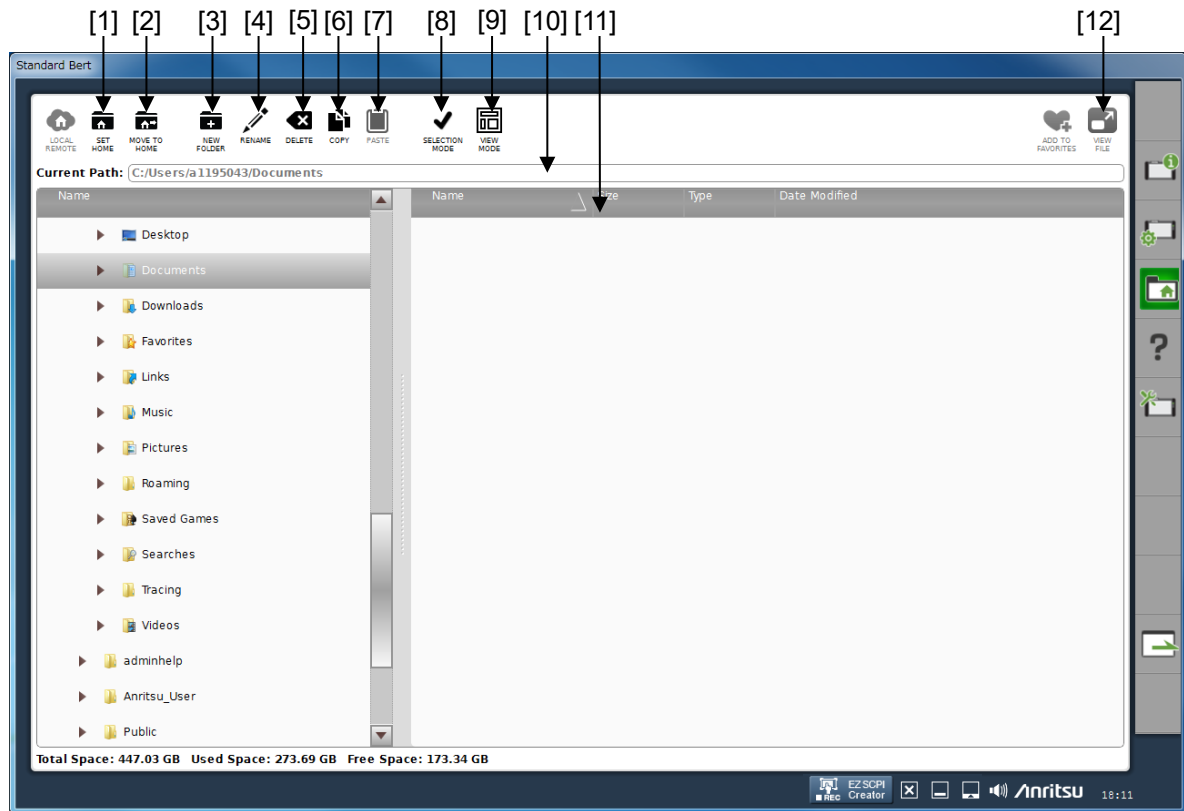 [1] [2] [3] [4] [5] [6] [7] [8] [9] [10] [11] [12]
Standard Bert
LOCAL REMOTE
SET HOME
MOVE TO HOME
NEW FOLDER
RENAME
DELETE
COPY
PASTE
SELECTION MODE
VIEW MODE
ADD TO FAVORITES
VIEW FILE
Current Path: C:/Users/a1195043/Documents
Name Name Size Type Date Modified
Desktop
Documents
Downloads
Favorites
Links
Music
Pictures
Roaming
Saved Games
Searches
Tracing
Videos
adminhelp
Anritsu_User
Public
Total Space: 447.03 GB Used Space: 273.69 GB Free Space: 173.34 GB
REC
EZ SCPI
Creator
Anritsu 18:11